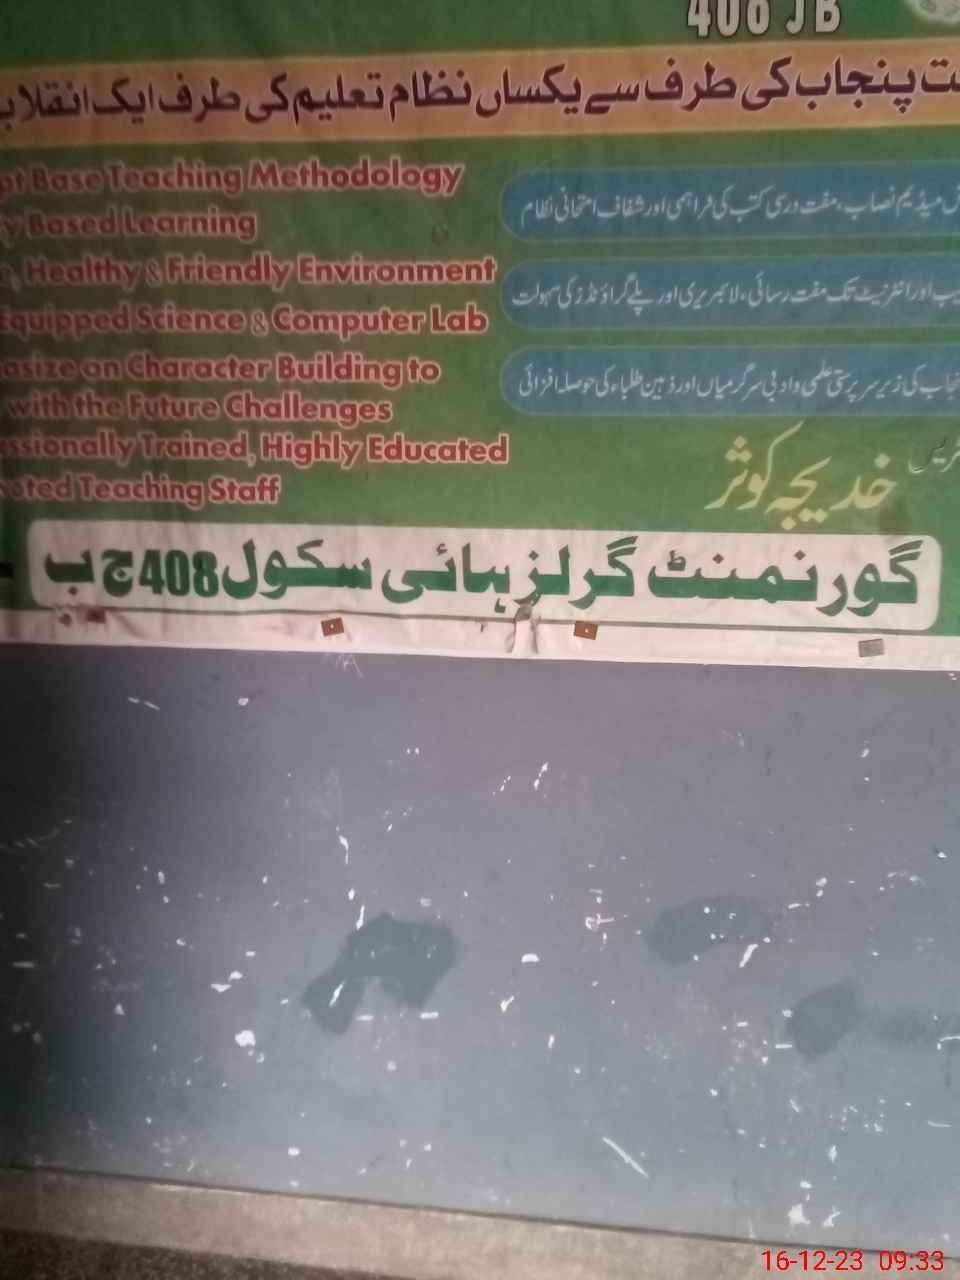 408 JB
پنجاب کی طرف سے یکساں نظام تعلیم کی طرف ایک انقلاب
Base Teaching Methodology
Based Learning
Healthy & Friendly Environment
Equipped Science & Computer Lab
on Character Building to
with the Future Challenges
Trained, Highly Educated
Teaching Staff
میڈیم نصاب، مفت درسی کتب کی فراہمی اور شفاف امتحانی نظام
اور انٹرنیٹ تک مفت رسائی، لائبریری اور پلے گراؤنڈز کی سہولت
کی زیر سرپرستی علمی و ادبی سرگرمیاں اور ذہین طلباء کی حوصلہ افزائی
خدیجہ کوثر
گورنمنٹ گرلز ہائی سکول 408 ج ب
16-12-23 09:33